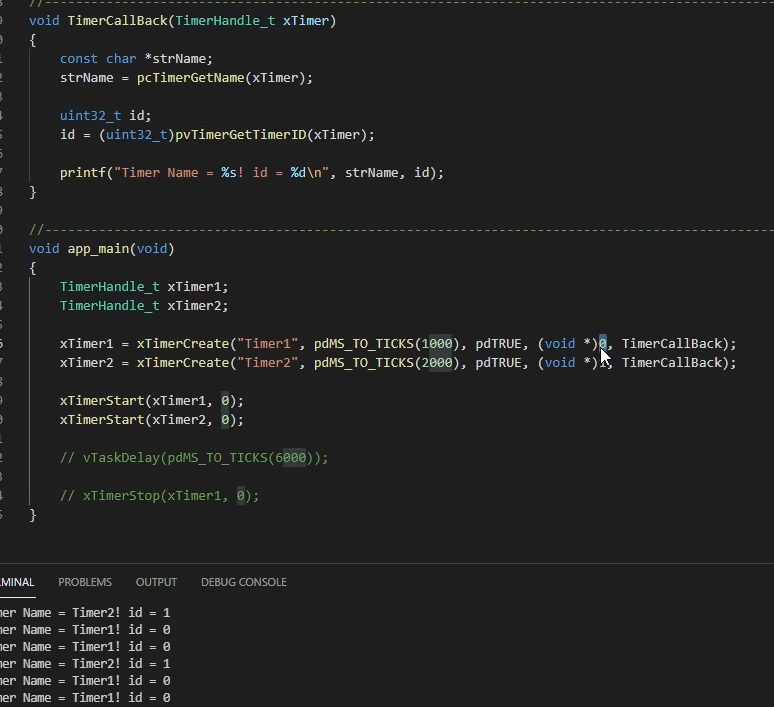 //--------------------------------------------------------------------------------
void TimerCallBack(TimerHandle_t xTimer)
{
const char *strName;
strName = pcTimerGetName(xTimer);
uint32_t id;
id = (uint32_t)pvTimerGetTimerID(xTimer);
printf("Timer Name = %s! id = %d\n", strName, id);
}
//--------------------------------------------------------------------------------
void app_main(void)
{
TimerHandle_t xTimer1;
TimerHandle_t xTimer2;
xTimer1 = xTimerCreate("Timer1", pdMS_TO_TICKS(1000), pdTRUE, (void *)0, TimerCallBack);
xTimer2 = xTimerCreate("Timer2", pdMS_TO_TICKS(2000), pdTRUE, (void *)1, TimerCallBack);
xTimerStart(xTimer1, 0);
xTimerStart(xTimer2, 0);
// vTaskDelay(pdMS_TO_TICKS(6000));
// xTimerStop(xTimer1, 0);
}
RMINAL PROBLEMS OUTPUT DEBUG CONSOLE
mer Name = Timer2! id = 1
mer Name = Timer1! id = 0
mer Name = Timer1! id = 0
mer Name = Timer2! id = 1
mer Name = Timer1! id = 0
mer Name = Timer1! id = 0